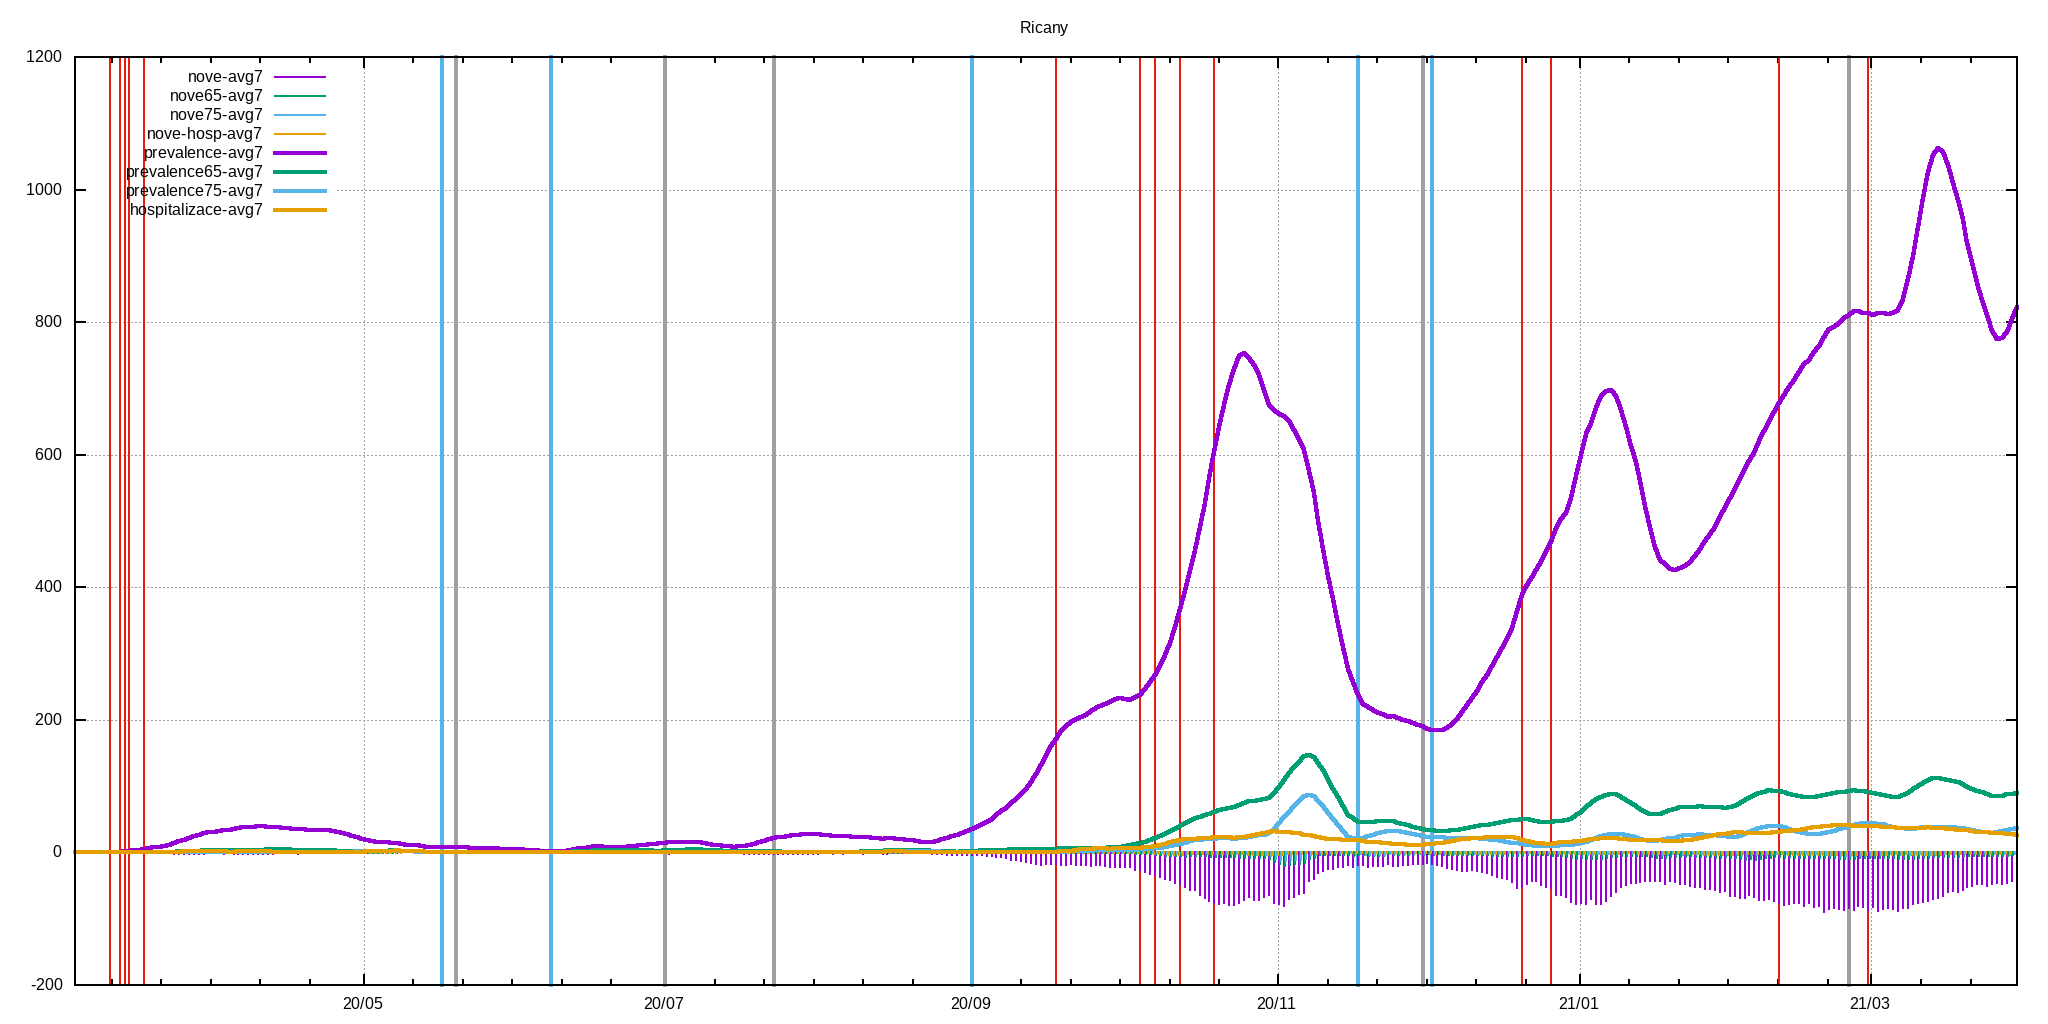 Ricany
1200
1000
800
600
400
200
0
-200
nove-avg7
nove65-avg7
nove75-avg7
nove-hosp-avg7
prevalence-avg7
prevalence65-avg7
prevalence75-avg7
hospitalizace-avg7
20/05
20/07
20/09
20/11
21/01
21/03